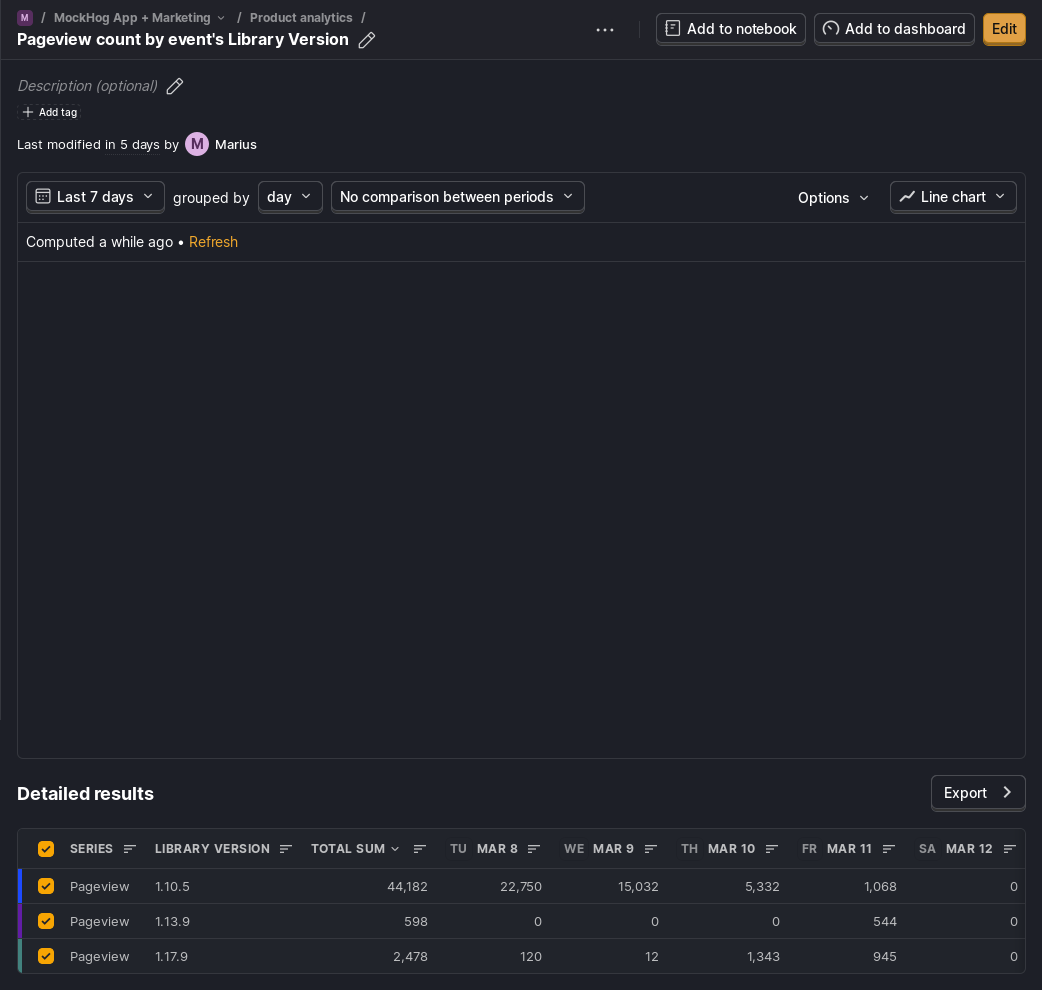 M / MockHog App + Marketing / Product analytics /
Pageview count by event's Library Version
Add to notebook
Add to dashboard
Edit
Description (optional)
Add tag
Last modified in 5 days by M Marius
Last 7 days grouped by day No comparison between periods Options Line chart
Computed a while ago • Refresh
Detailed results
Export
SERIES LIBRARY VERSION TOTAL SUM TU MAR 8 WE MAR 9 TH MAR 10 FR MAR 11 SA MAR 12
Pageview 1.10.5 44,182 22,750 15,032 5,332 1,068 0
Pageview 1.13.9 598 0 0 0 544 0
Pageview 1.17.9 2,478 120 12 1,343 945 0